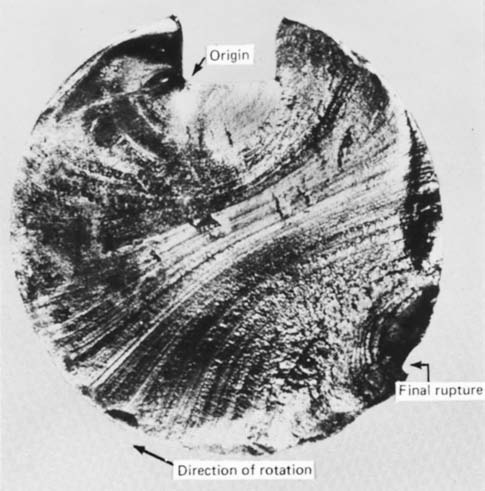 Origin
Final rupture
Direction of rotation